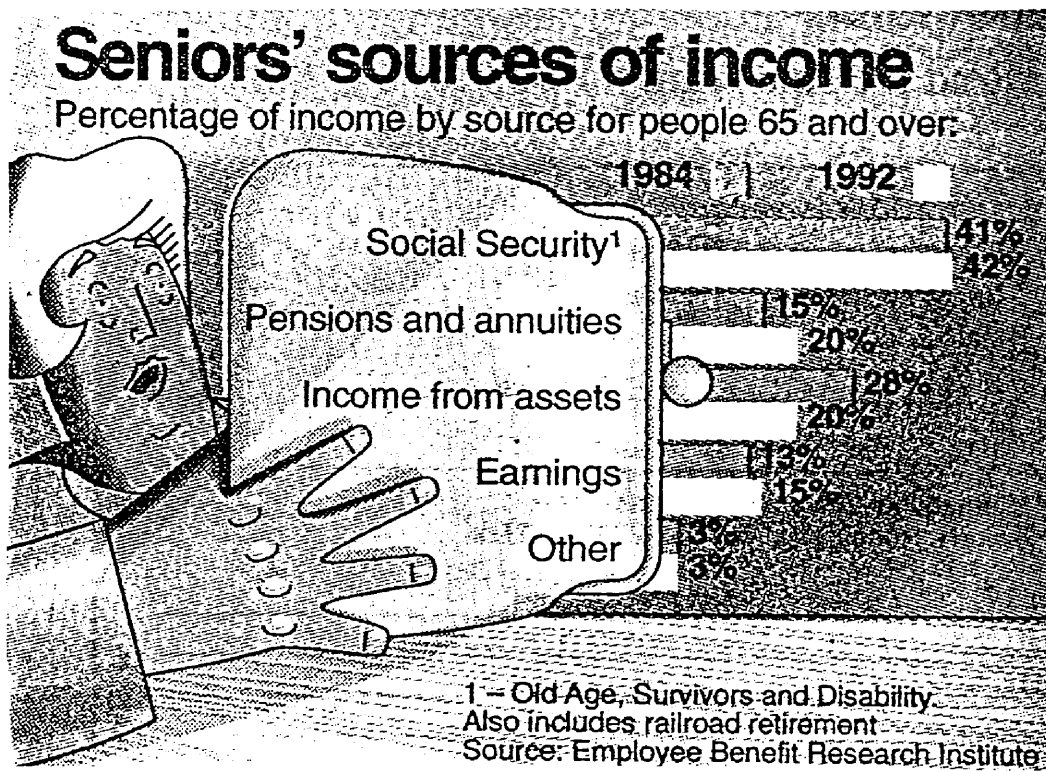 Seniors' sources of income
Percentage of income by source for people 65 and over:
1984 1992
Social Security¹ 41%
42%
Pensions and annuities 15%
20%
Income from assets 28%
20%
Earnings 13%
15%
Other 3%
3%
1 – Old Age, Survivors and Disability.
Also includes railroad retirement
Source: Employee Benefit Research Institute